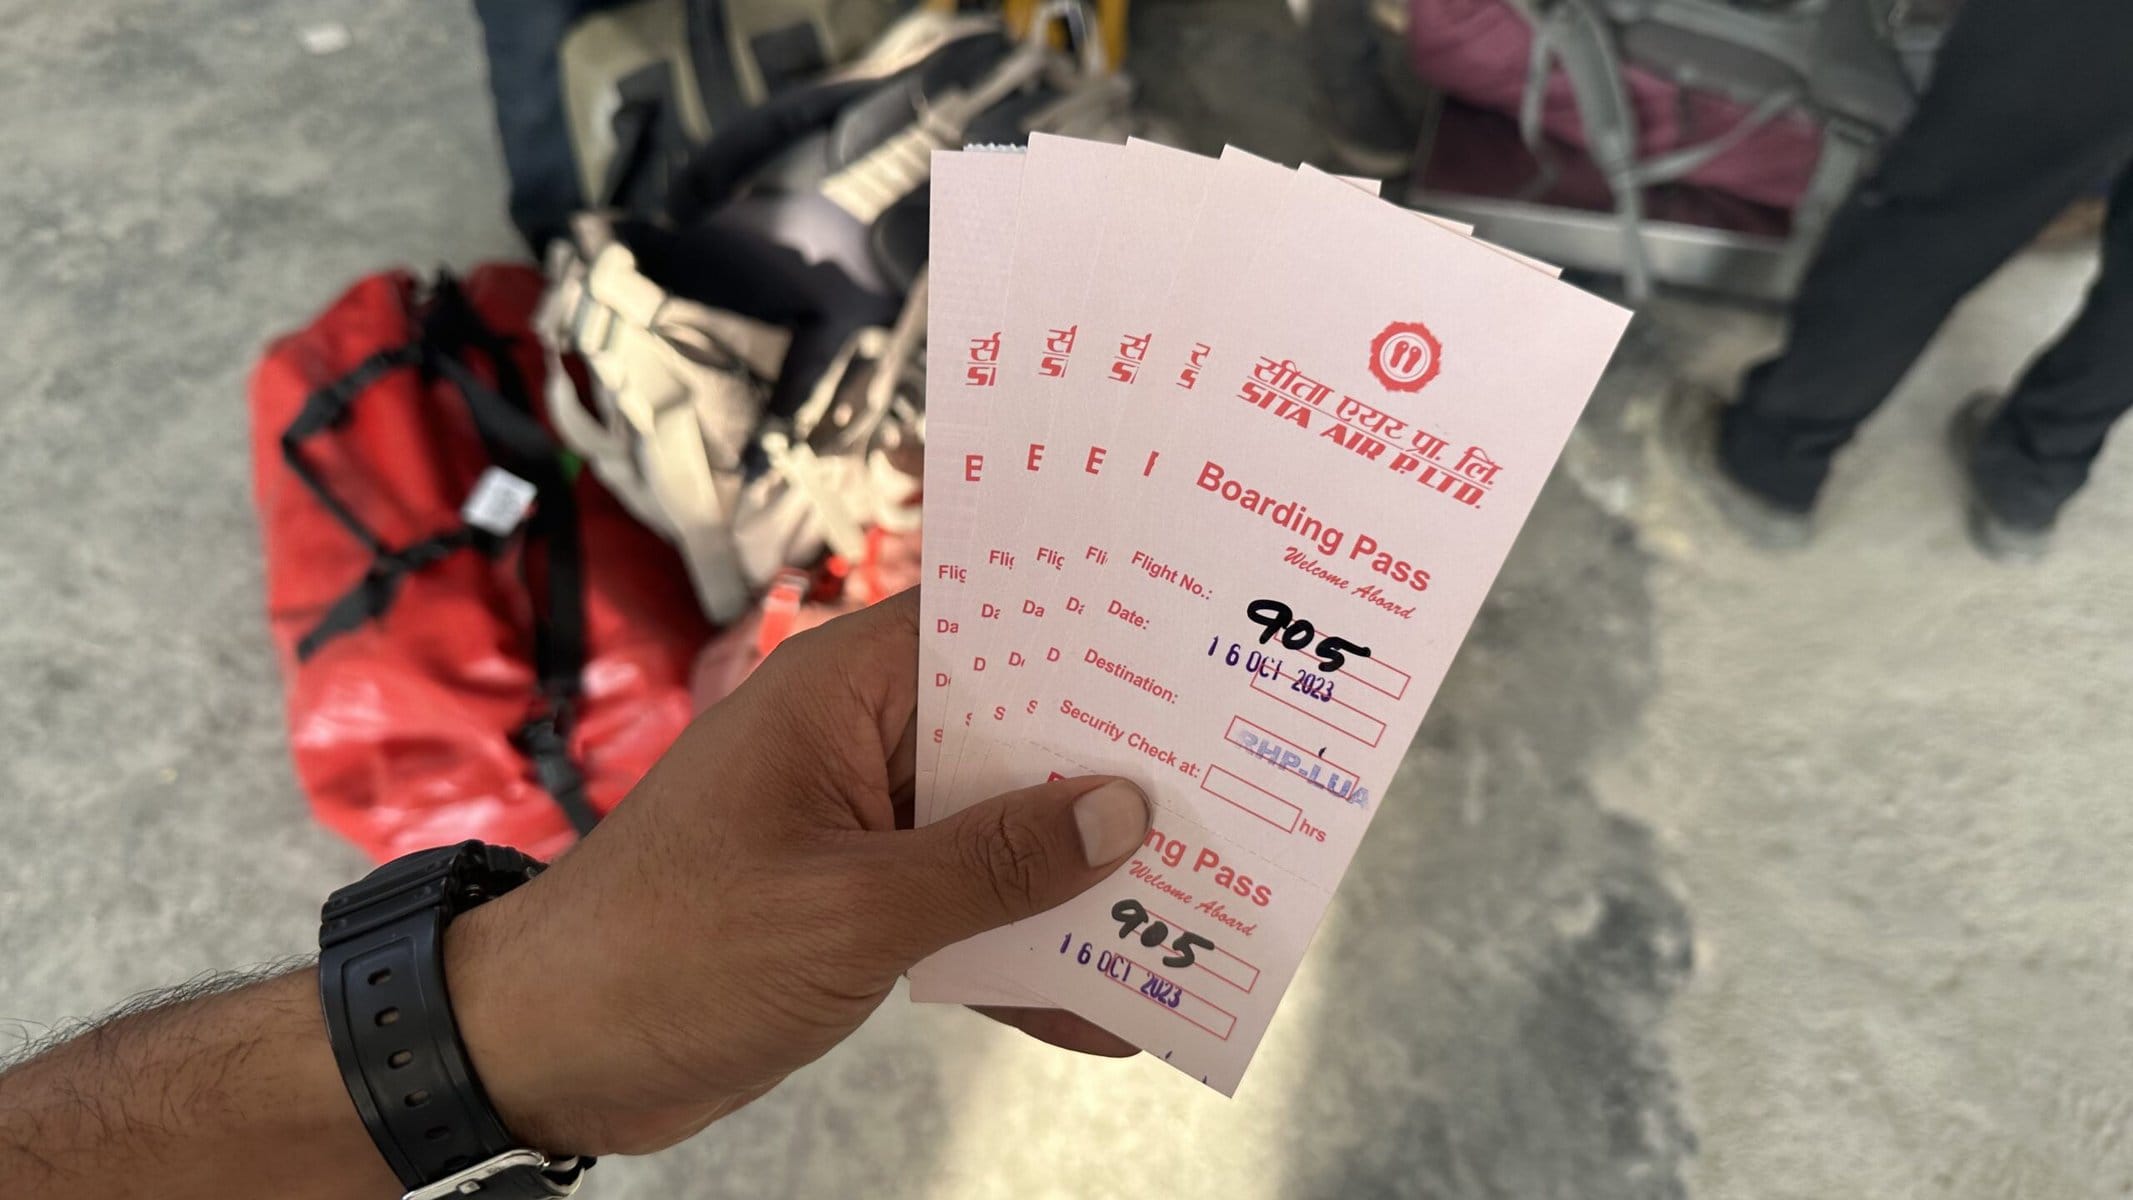 सीता एयर प्रा. लि.
SITA AIR P. LTD.
Boarding Pass
Welcome Aboard
Flight No.: 905
Date: 16 OCT 2023
Destination: RHP-LUA
Security Check at: hrs
ng Pass
Welcome Aboard
905
16 OCT 2023